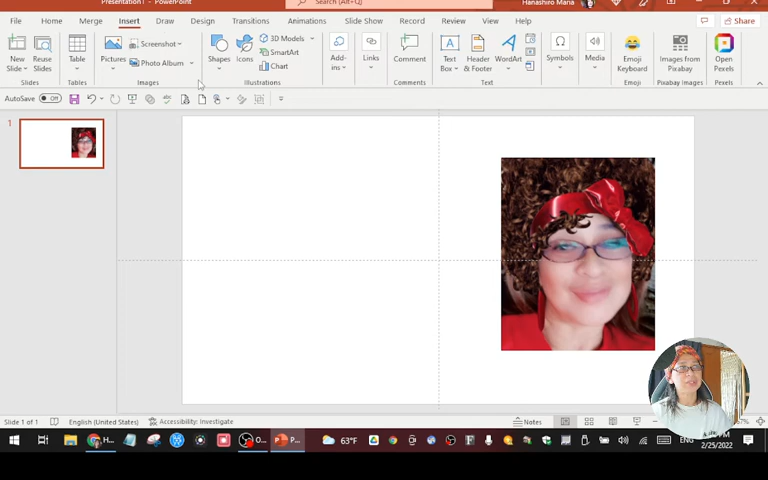 Presentation1 - PowerPoint
Search (Alt+Q)
Hanashiro Maria
File Home Merge Insert Draw Design Transitions Animations Slide Show Record Review View Help Share
New Slide Reuse Slides Table Pictures Screenshot Photo Album Shapes Icons 3D Models SmartArt Chart Add-ins Links Comment Text Box Header & Footer WordArt Symbols Media Emoji Keyboard Images from Pixabay Open Pexels
Slides Tables Images Illustrations Comments Text Emoji Pixabay Images Pexels
AutoSave Off
1
Slide 1 of 1 English (United States) Accessibility: Investigate Notes
63°F ENG
2/25/2022